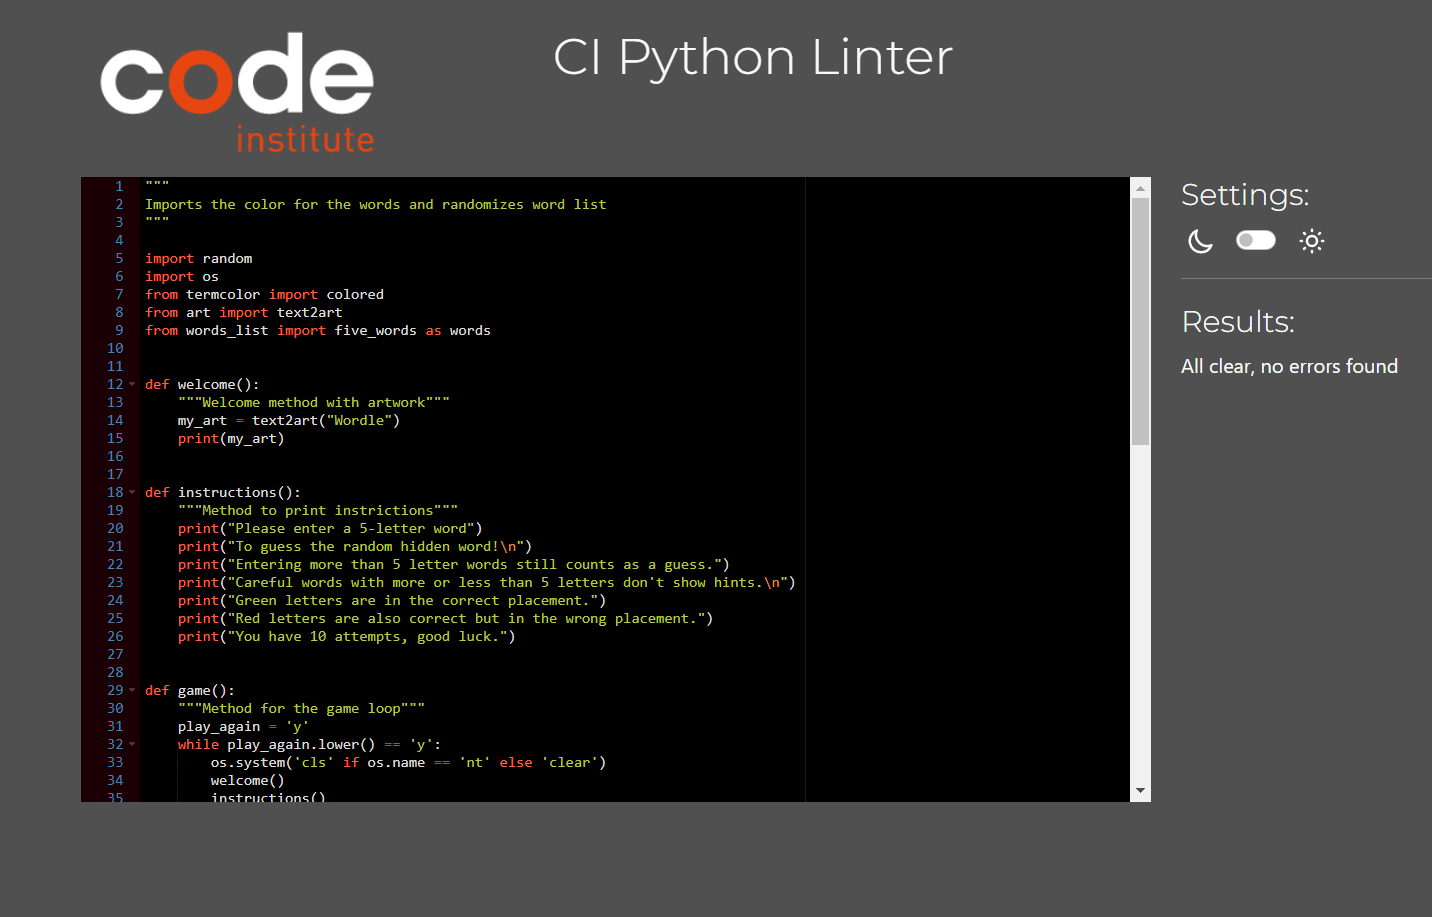 code
institute
CI Python Linter
1 """
2 Imports the color for the words and randomizes word list
3 """
4
5 import random
6 import os
7 from termcolor import colored
8 from art import text2art
9 from words_list import five_words as words
10
11
12 def welcome():
13     """Welcome method with artwork"""
14     my_art = text2art("Wordle")
15     print(my_art)
16
17
18 def instructions():
19     """Method to print instrictions"""
20     print("Please enter a 5-letter word")
21     print("To guess the random hidden word!\n")
22     print("Entering more than 5 letter words still counts as a guess.")
23     print("Careful words with more or less than 5 letters don't show hints.\n")
24     print("Green letters are in the correct placement.")
25     print("Red letters are also correct but in the wrong placement.")
26     print("You have 10 attempts, good luck.")
27
28
29 def game():
30     """Method for the game loop"""
31     play_again = 'y'
32     while play_again.lower() == 'y':
33         os.system('cls' if os.name == 'nt' else 'clear')
34         welcome()
35         instructions()
Settings:
Results:
All clear, no errors found